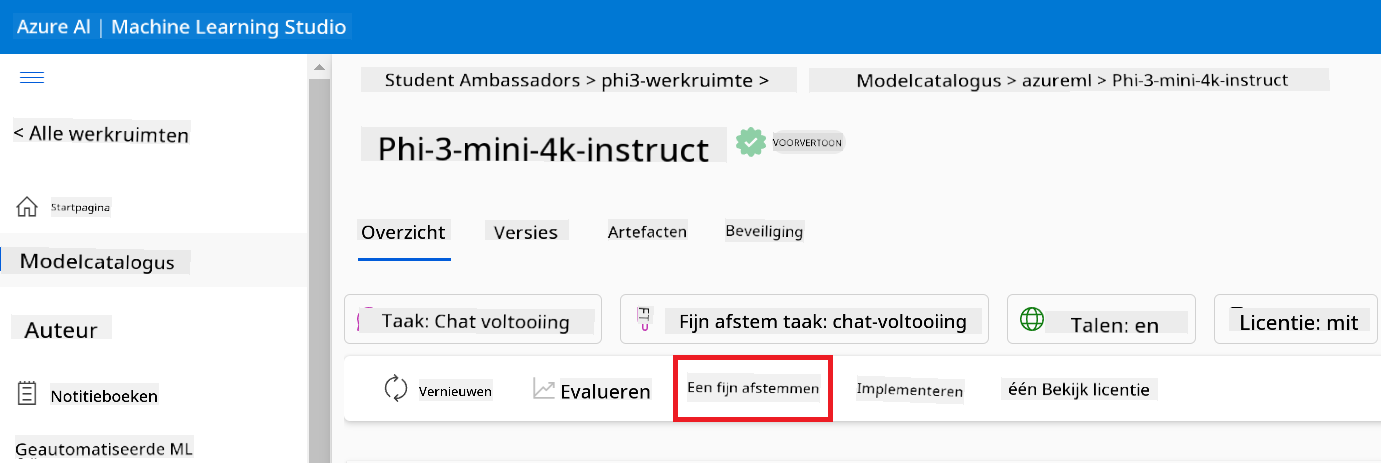 Azure AI | Machine Learning Studio
Student Ambassadors > phi3-werkruimte > Modelcatalogus > azureml > Phi-3-mini-4k-instruct
< Alle werkruimten
Phi-3-mini-4k-instruct VOORVERTOON
Startpagina
Overzicht Versies Artefacten Beveiliging
Modelcatalogus
Auteur
Taak: Chat voltooiing Fijn afstem taak: chat-voltooiing Talen: en Licentie: mit
Vernieuwen Evalueren Een fijn afstemmen Implementeren één Bekijk licentie
Notitieboeken
Geautomatiseerde ML